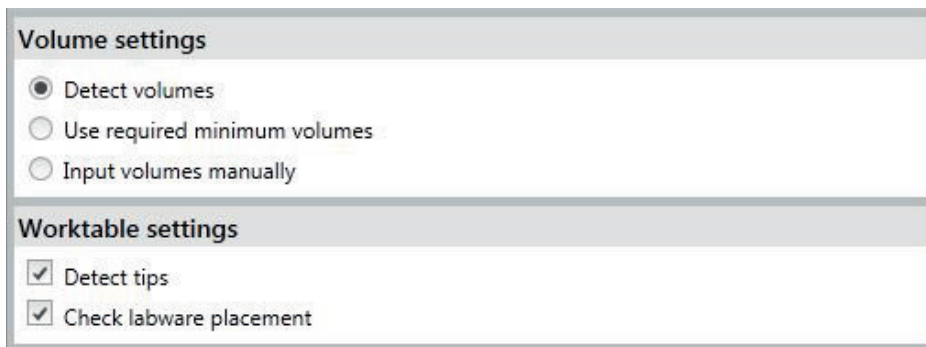 Volume settings
Detect volumes
Use required minimum volumes
Input volumes manually
Worktable settings
Detect tips
Check labware placement